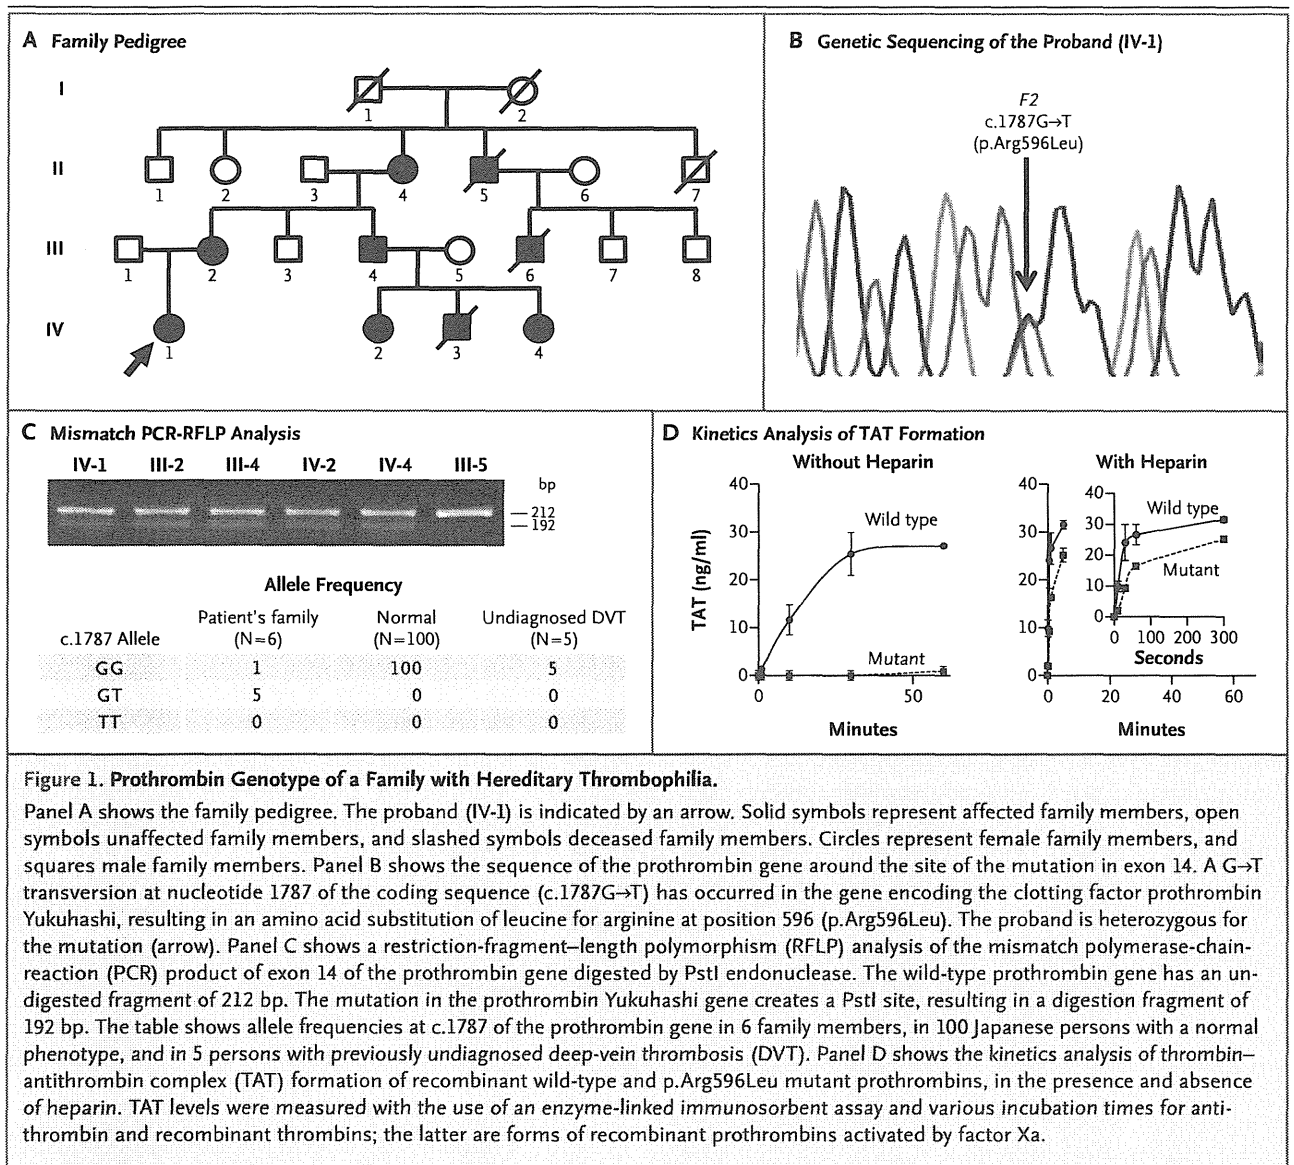 A Family Pedigree
I
1 2
II
1 2 3 4 5 6 7
III
1 2 3 4 5 6 7 8
IV
1 2 3 4
B Genetic Sequencing of the Proband (IV-1)
F2
c.1787G→T
(p.Arg596Leu)
C Mismatch PCR-RFLP Analysis
IV-1 III-2 III-4 IV-2 IV-4 III-5
bp
212
192
Allele Frequency
c.1787 Allele Patient's family (N=6) Normal (N=100) Undiagnosed DVT (N=5)
GG 1 100 5
GT 5 0 0
TT 0 0 0
D Kinetics Analysis of TAT Formation
Without Heparin
40
30
20
10
0
TAT (ng/ml)
Wild type
Mutant
0 50
Minutes
With Heparin
40
30
20
10
0
40
30
20
10
0
Wild type
Mutant
0 100 200 300
Seconds
0 20 40 60
Minutes
Figure 1. Prothrombin Genotype of a Family with Hereditary Thrombophilia.
Panel A shows the family pedigree. The proband (IV-1) is indicated by an arrow. Solid symbols represent affected family members, open
symbols unaffected family members, and slashed symbols deceased family members. Circles represent female family members, and
squares male family members. Panel B shows the sequence of the prothrombin gene around the site of the mutation in exon 14. A G→T
transversion at nucleotide 1787 of the coding sequence (c.1787G→T) has occurred in the gene encoding the clotting factor prothrombin
Yukuhashi, resulting in an amino acid substitution of leucine for arginine at position 596 (p.Arg596Leu). The proband is heterozygous for
the mutation (arrow). Panel C shows a restriction-fragment–length polymorphism (RFLP) analysis of the mismatch polymerase-chain-
reaction (PCR) product of exon 14 of the prothrombin gene digested by PstI endonuclease. The wild-type prothrombin gene has an un-
digested fragment of 212 bp. The mutation in the prothrombin Yukuhashi gene creates a PstI site, resulting in a digestion fragment of
192 bp. The table shows allele frequencies at c.1787 of the prothrombin gene in 6 family members, in 100 Japanese persons with a normal
phenotype, and in 5 persons with previously undiagnosed deep-vein thrombosis (DVT). Panel D shows the kinetics analysis of thrombin–
antithrombin complex (TAT) formation of recombinant wild-type and p.Arg596Leu mutant prothrombins, in the presence and absence
of heparin. TAT levels were measured with the use of an enzyme-linked immunosorbent assay and various incubation times for anti-
thrombin and recombinant thrombins; the latter are forms of recombinant prothrombins activated by factor Xa.